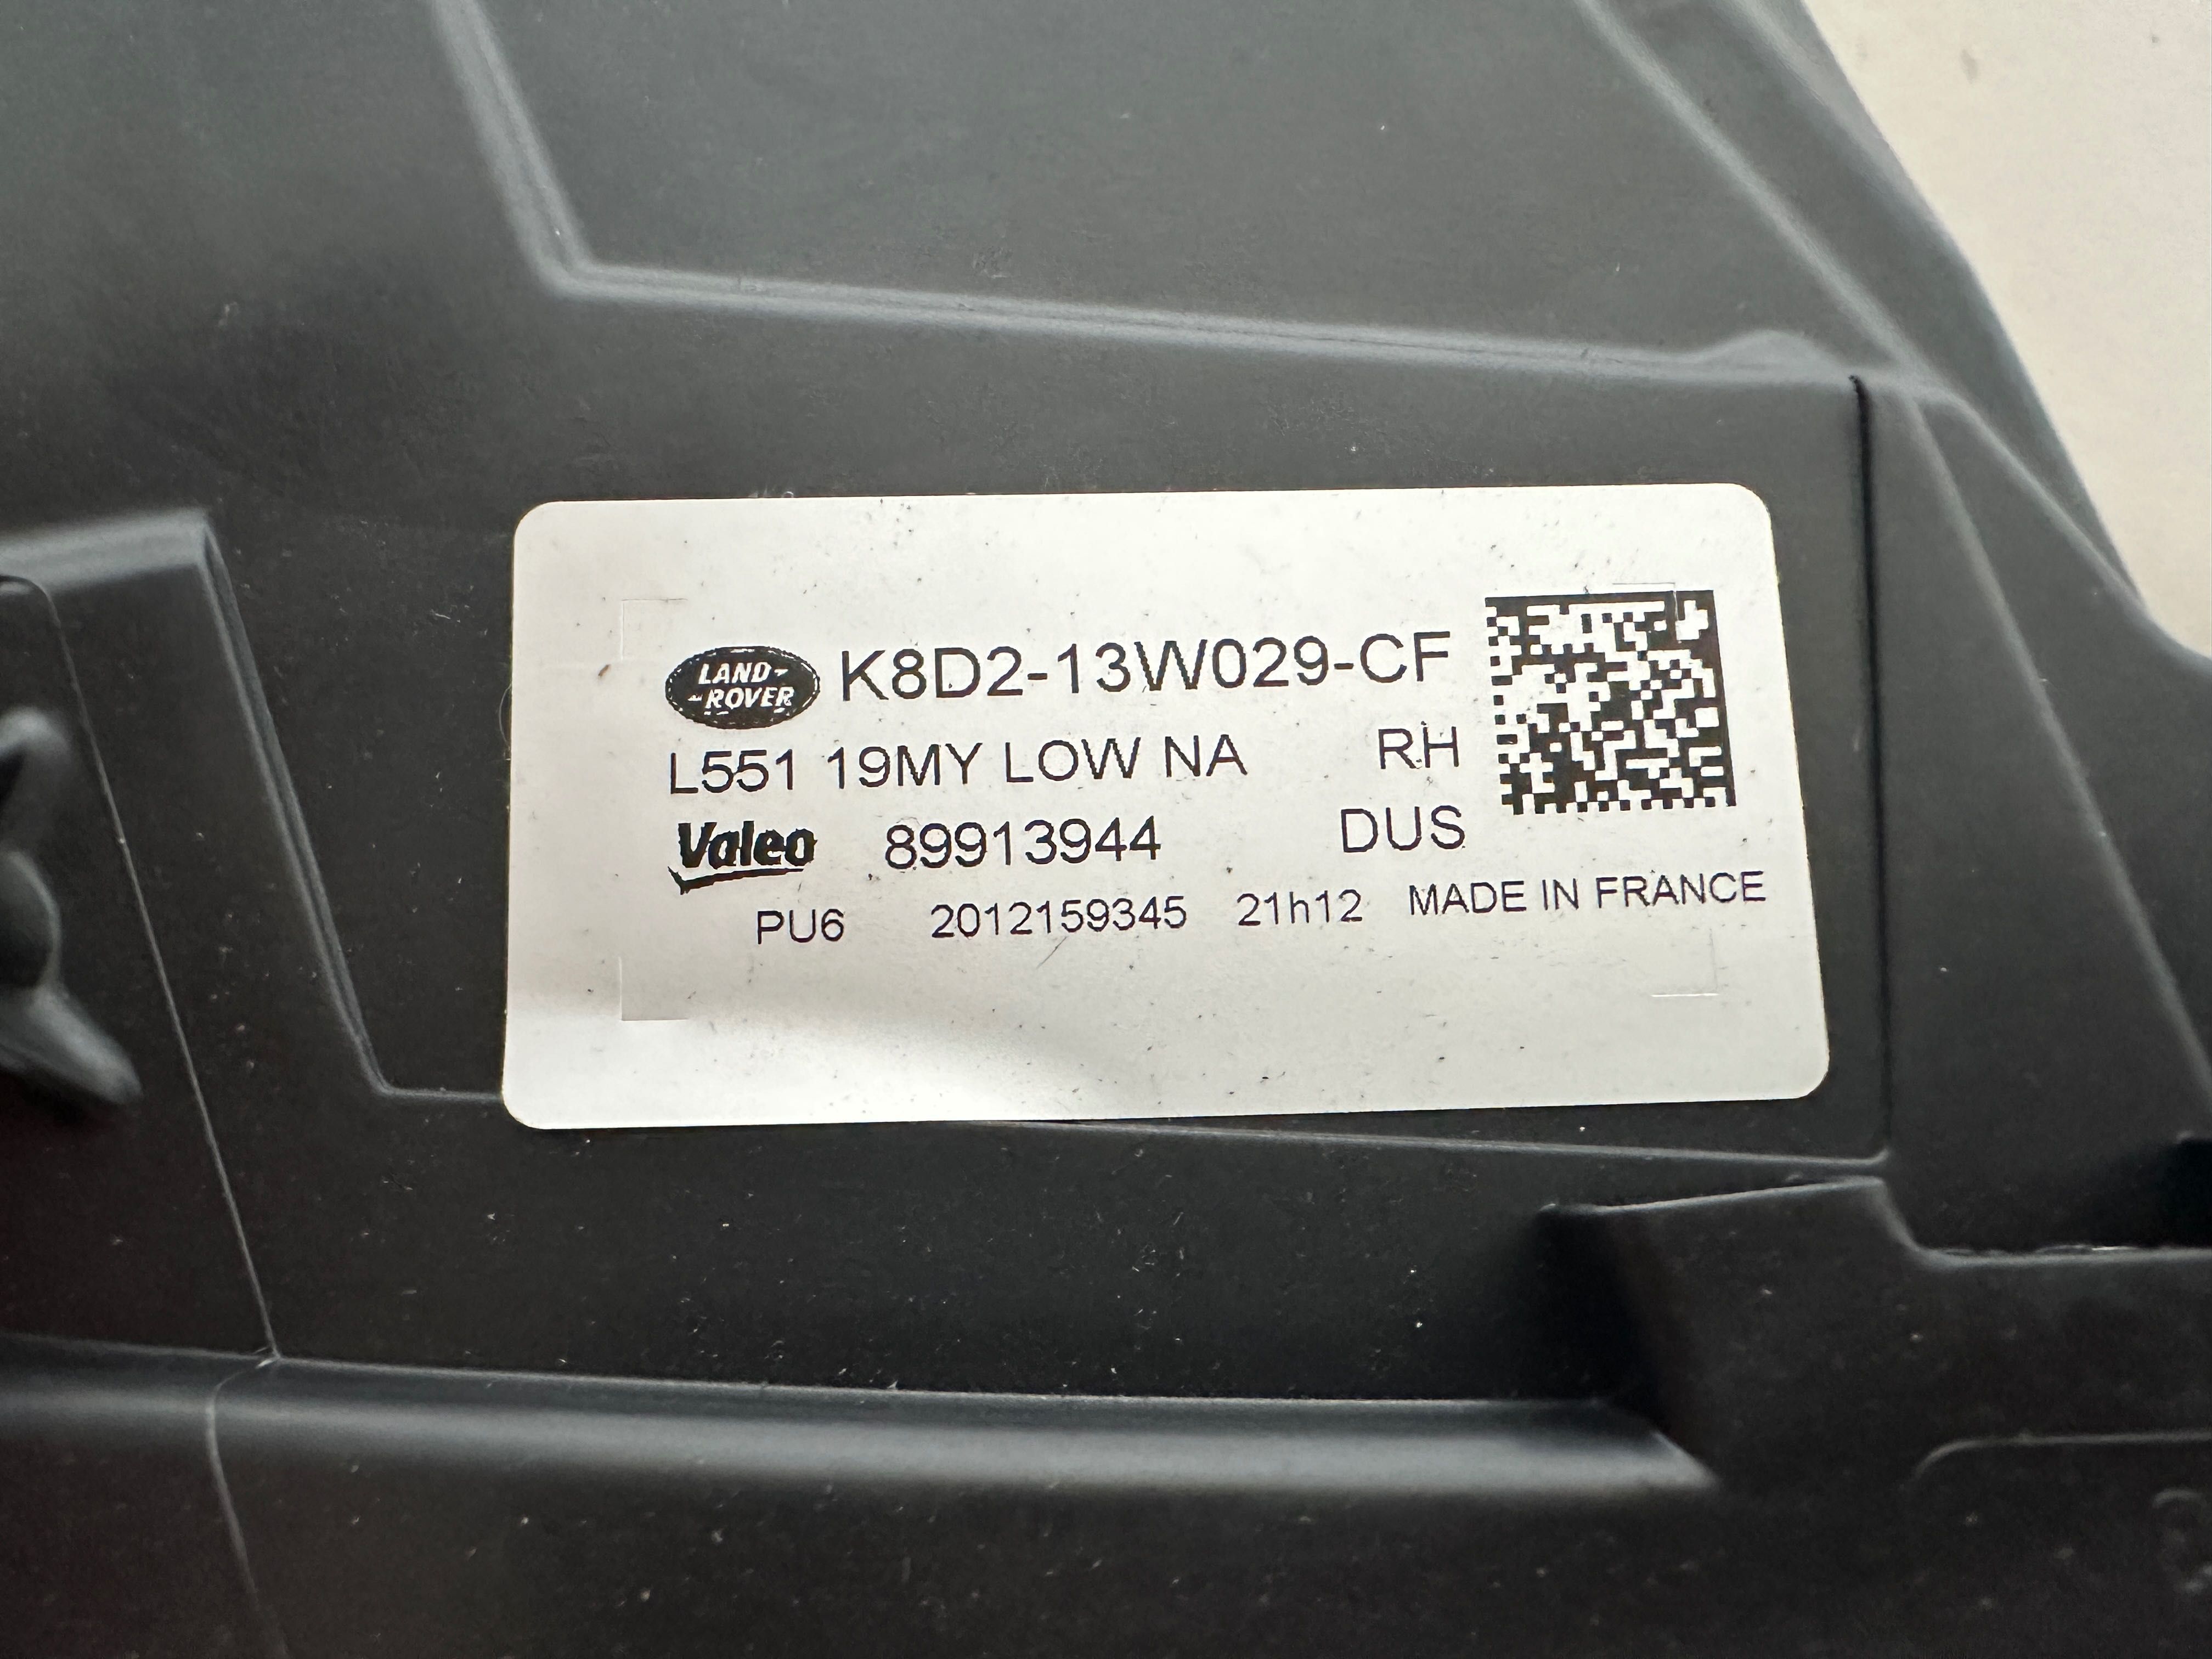 LAND ROVER K8D2-13W029-CF
L551 19MY LOW NA RH
Valeo 89913944 DUS
PU6 2012159345 21h12 MADE IN FRANCE